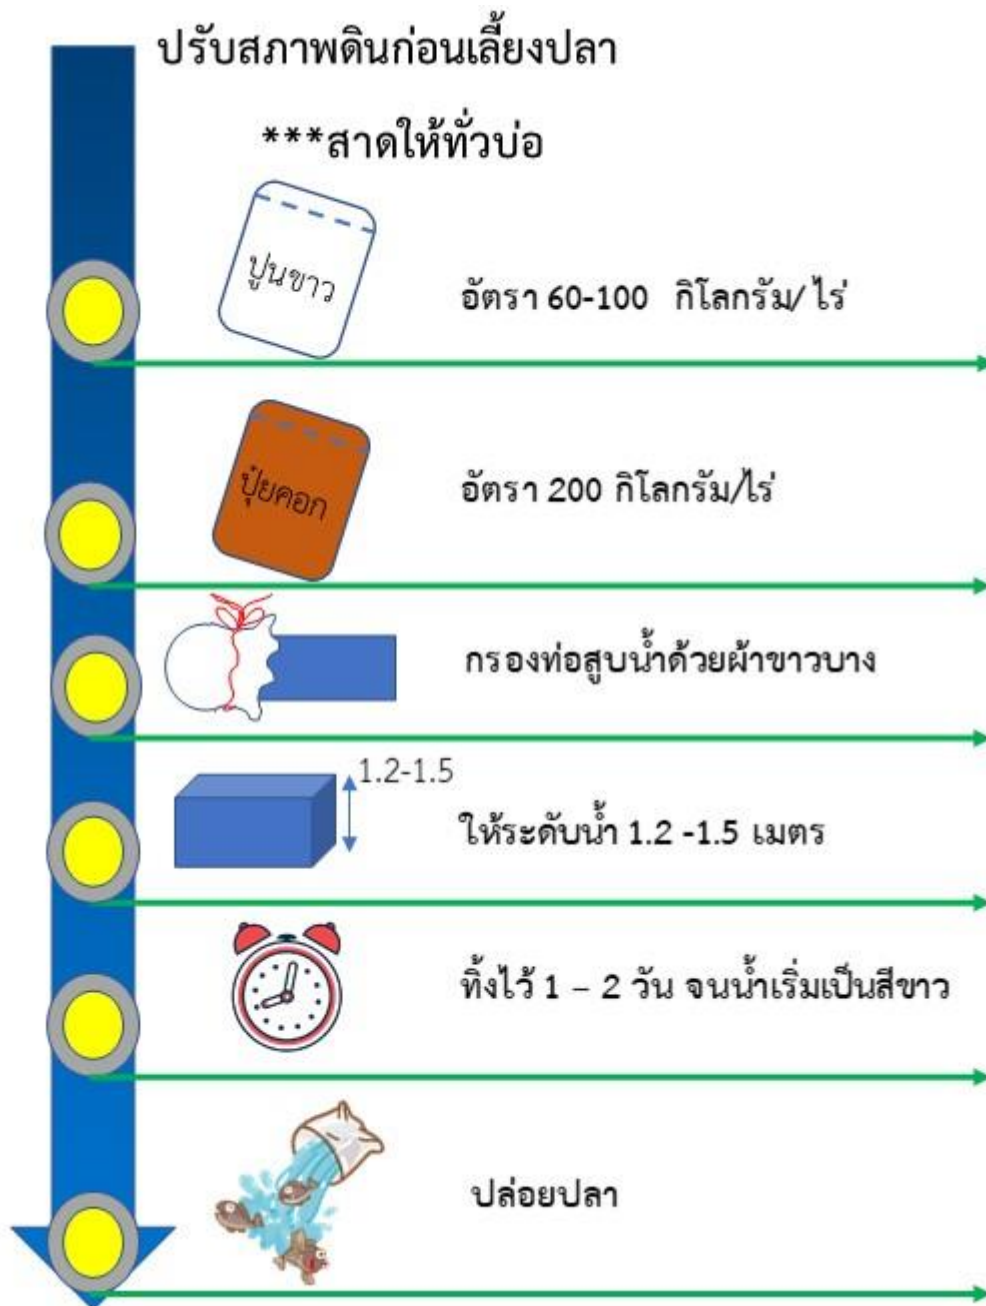 ปรับสภาพดินก่อนเลี้ยงปลา
***สาดให้ทั่วบ่อ
ปูนขาว
อัตรา 60-100 กิโลกรัม/ ไร่
ปุ๋ยคอก
อัตรา 200 กิโลกรัม/ไร่
กรองท่อสูบน้ำด้วยผ้าขาวบาง
1.2-1.5
ให้ระดับน้ำ 1.2 -1.5 เมตร
ทิ้งไว้ 1 – 2 วัน จนน้ำเริ่มเป็นสีขาว
ปล่อยปลา